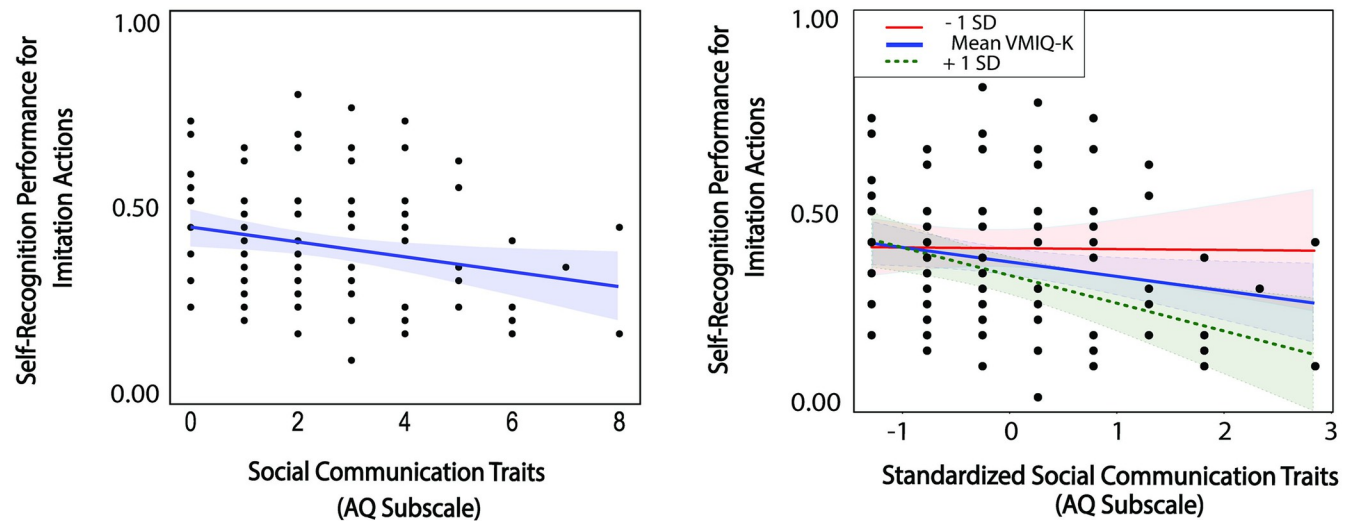 Self-Recognition Performance for
Imitation Actions
1.00
0.50
0.00
0 2 4 6 8
Social Communication Traits
(AQ Subscale)
Self-Recognition Performance for
Imitation Actions
1.00
0.50
0.00
- 1 SD
Mean VMIQ-K
+ 1 SD
-1 0 1 2 3
Standardized Social Communication Traits
(AQ Subscale)